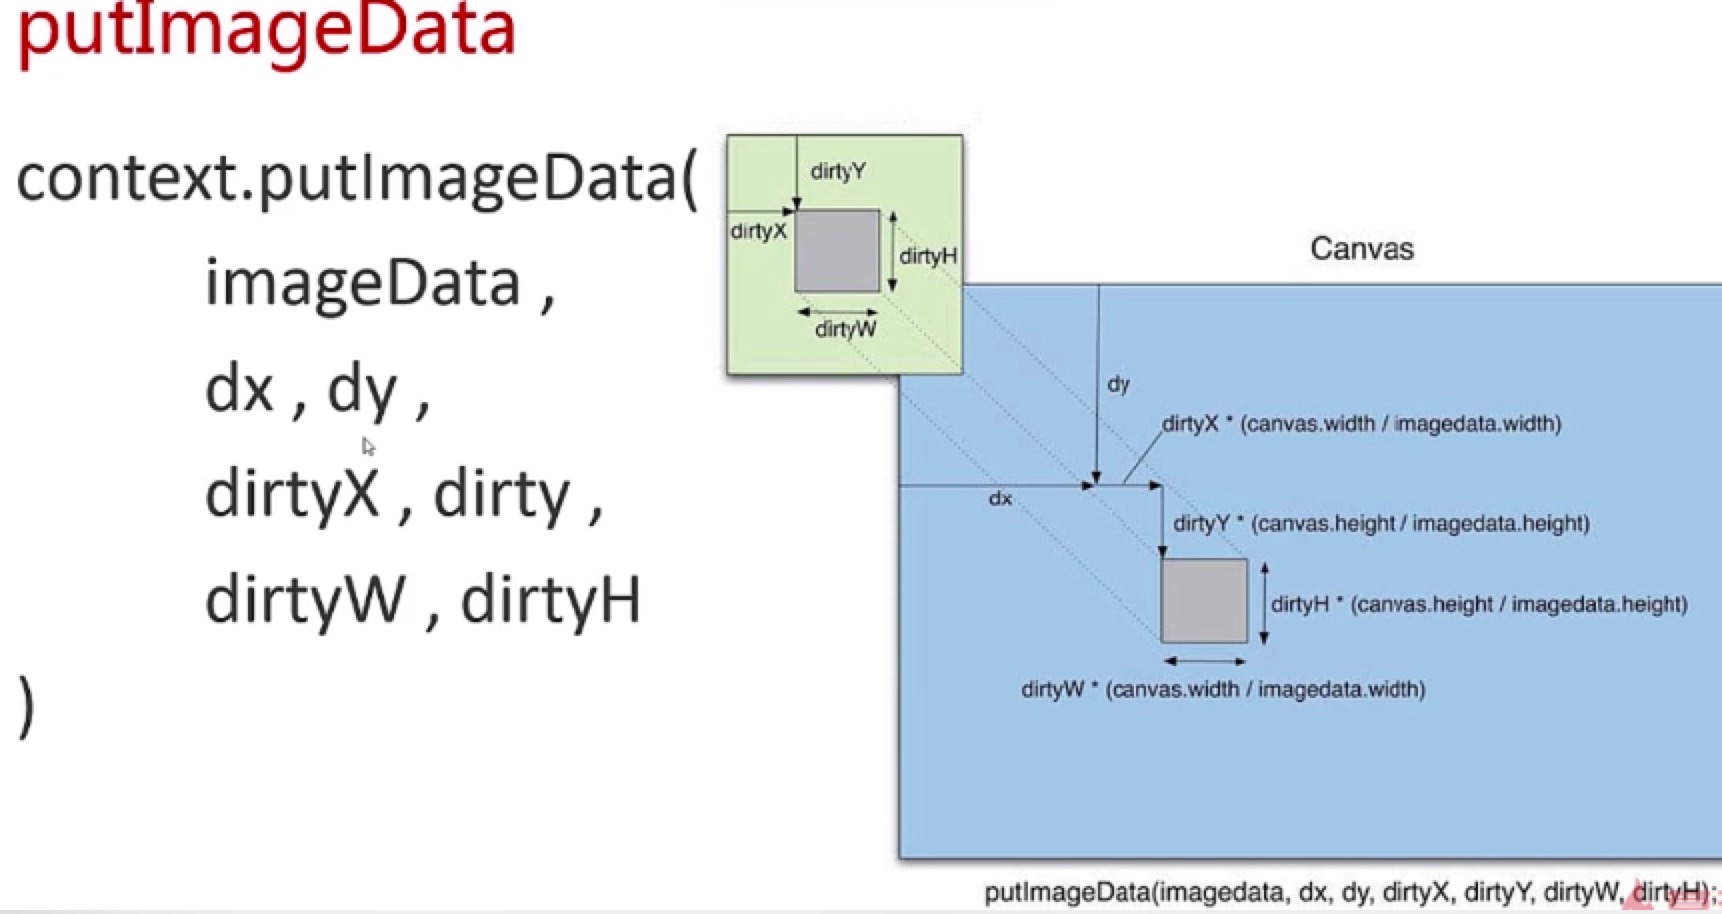 putImageData
context.putImageData(
imageData ,
dx , dy ,
dirtyX , dirty ,
dirtyW , dirtyH
)
dirtyY
dirtyX
dirtyH
dirtyW
Canvas
dy
dirtyX * (canvas.width / imagedata.width)
dx
dirtyY * (canvas.height / imagedata.height)
dirtyH * (canvas.height / imagedata.height)
dirtyW * (canvas.width / imagedata.width)
putImageData(imagedata, dx, dy, dirtyX, dirtyY, dirtyW, dirtyH);